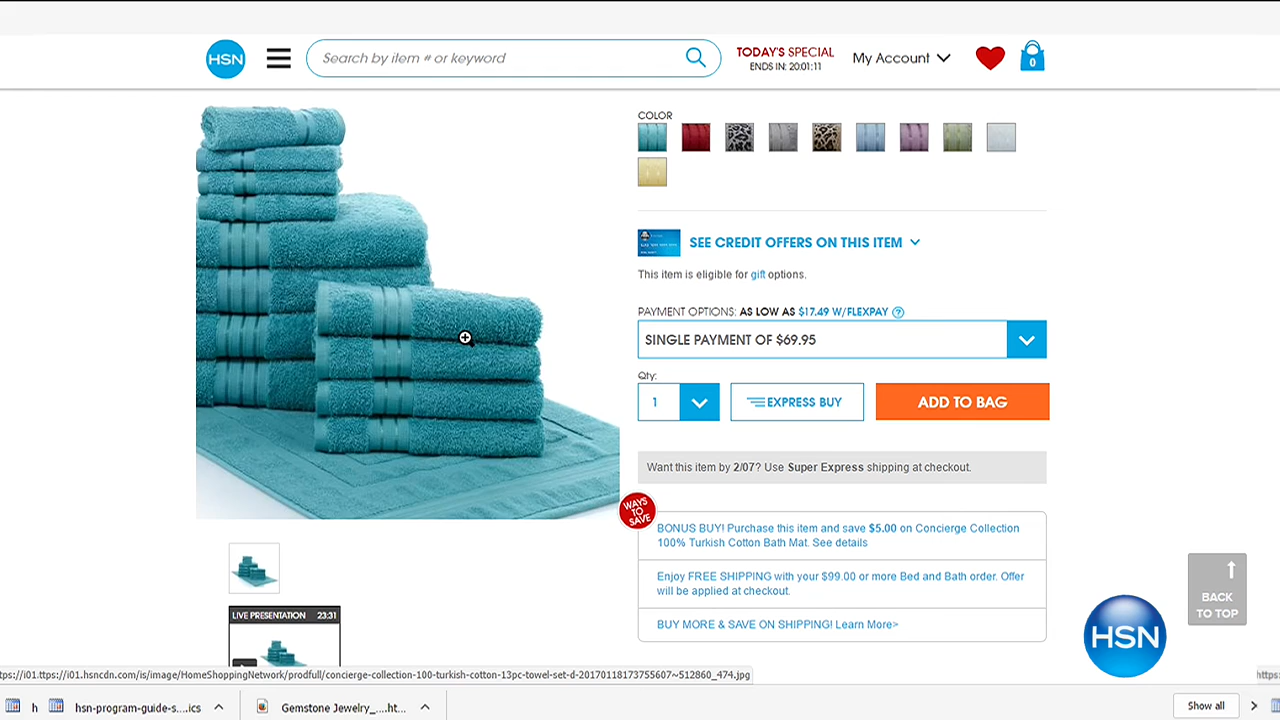 HSN
Search by item # or keyword
TODAY'S SPECIAL
ENDS IN: 20:01:11
My Account
0
COLOR
SEE CREDIT OFFERS ON THIS ITEM
This item is eligible for gift options.
PAYMENT OPTIONS: AS LOW AS $17.49 W/FLEXPAY ?
SINGLE PAYMENT OF $69.95
Qty:
1
EXPRESS BUY
ADD TO BAG
Want this item by 2/07? Use Super Express shipping at checkout.
WAYS
TO
SAVE
BONUS BUY! Purchase this item and save $5.00 on Concierge Collection
100% Turkish Cotton Bath Mat. See details
Enjoy FREE SHIPPING with your $99.00 or more Bed and Bath order. Offer
will be applied at checkout.
BUY MORE & SAVE ON SHIPPING! Learn More>
BACK
TO TOP
LIVE PRESENTATION 23:31
HSN
tps://i01.ttps://i01.hsncdn.com/is/image/HomeShoppingNetwork/prodfull/concierge-collection-100-turkish-cotton-13pc-towel-set-d-20170118173755607~512860_474.jpg
https:
h
hsn-program-guide-s....ics
Gemstone Jewelry_....ht...
Show all